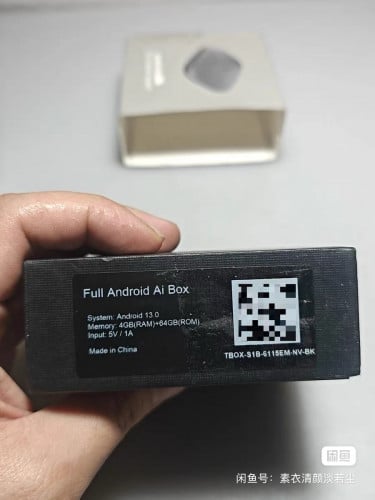 Full Android Ai Box
System: Android 13.0
Memory: 4GB(RAM)+64GB(ROM)
Input: 5V / 1A
Made in China
TBOX-S1B-6115EM-NV-BK
闲鱼
闲鱼号：素衣清颜淡若尘